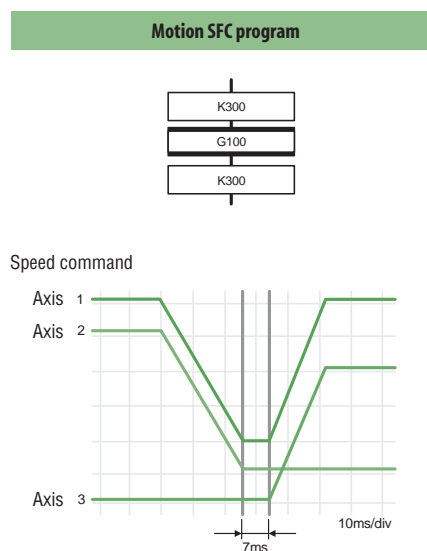 Motion SFC program
K300
G100
K300
Speed command
Axis 1
Axis 2
Axis 3
10ms/div
7ms